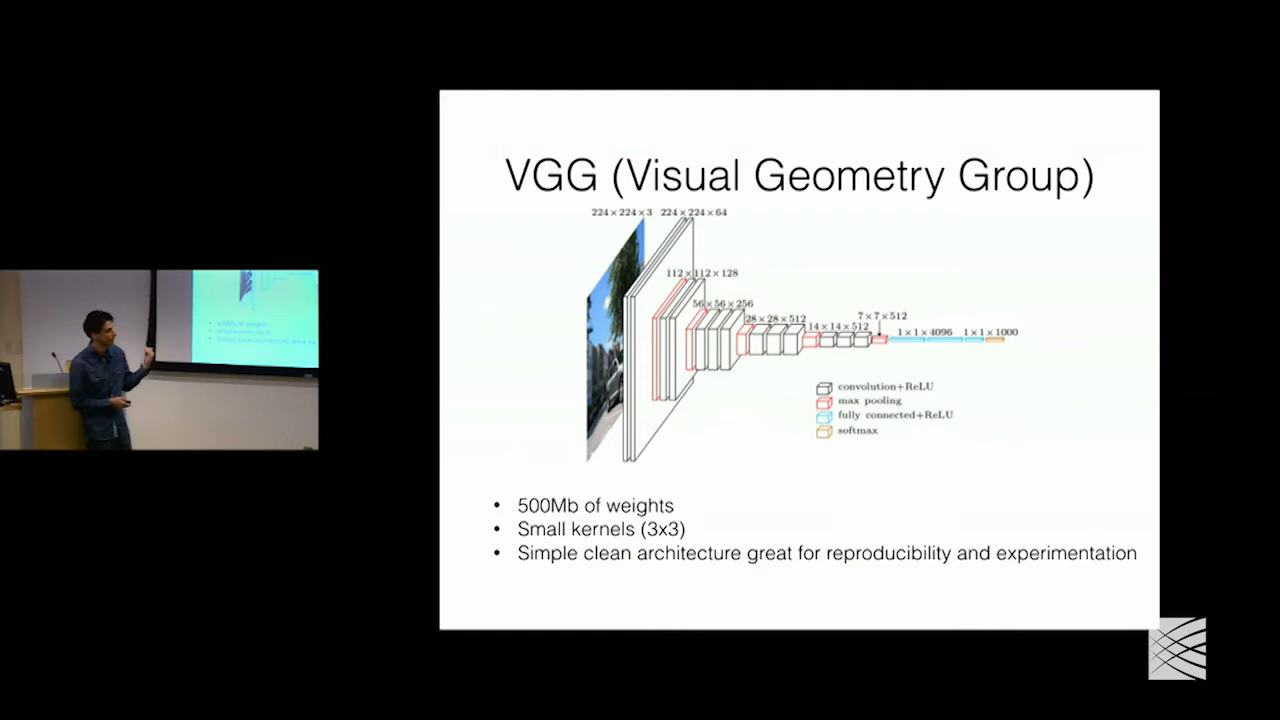 VGG (Visual Geometry Group)
224×224×3 224×224×64
112×112×128
56×56×256
28×28×512
14×14×512
7×7×512
1×1×4096 1×1×1000
convolution+ReLU
max pooling
fully connected+ReLU
softmax
• 500Mb of weights
• Small kernels (3x3)
• Simple clean architecture great for reproducibility and experimentation